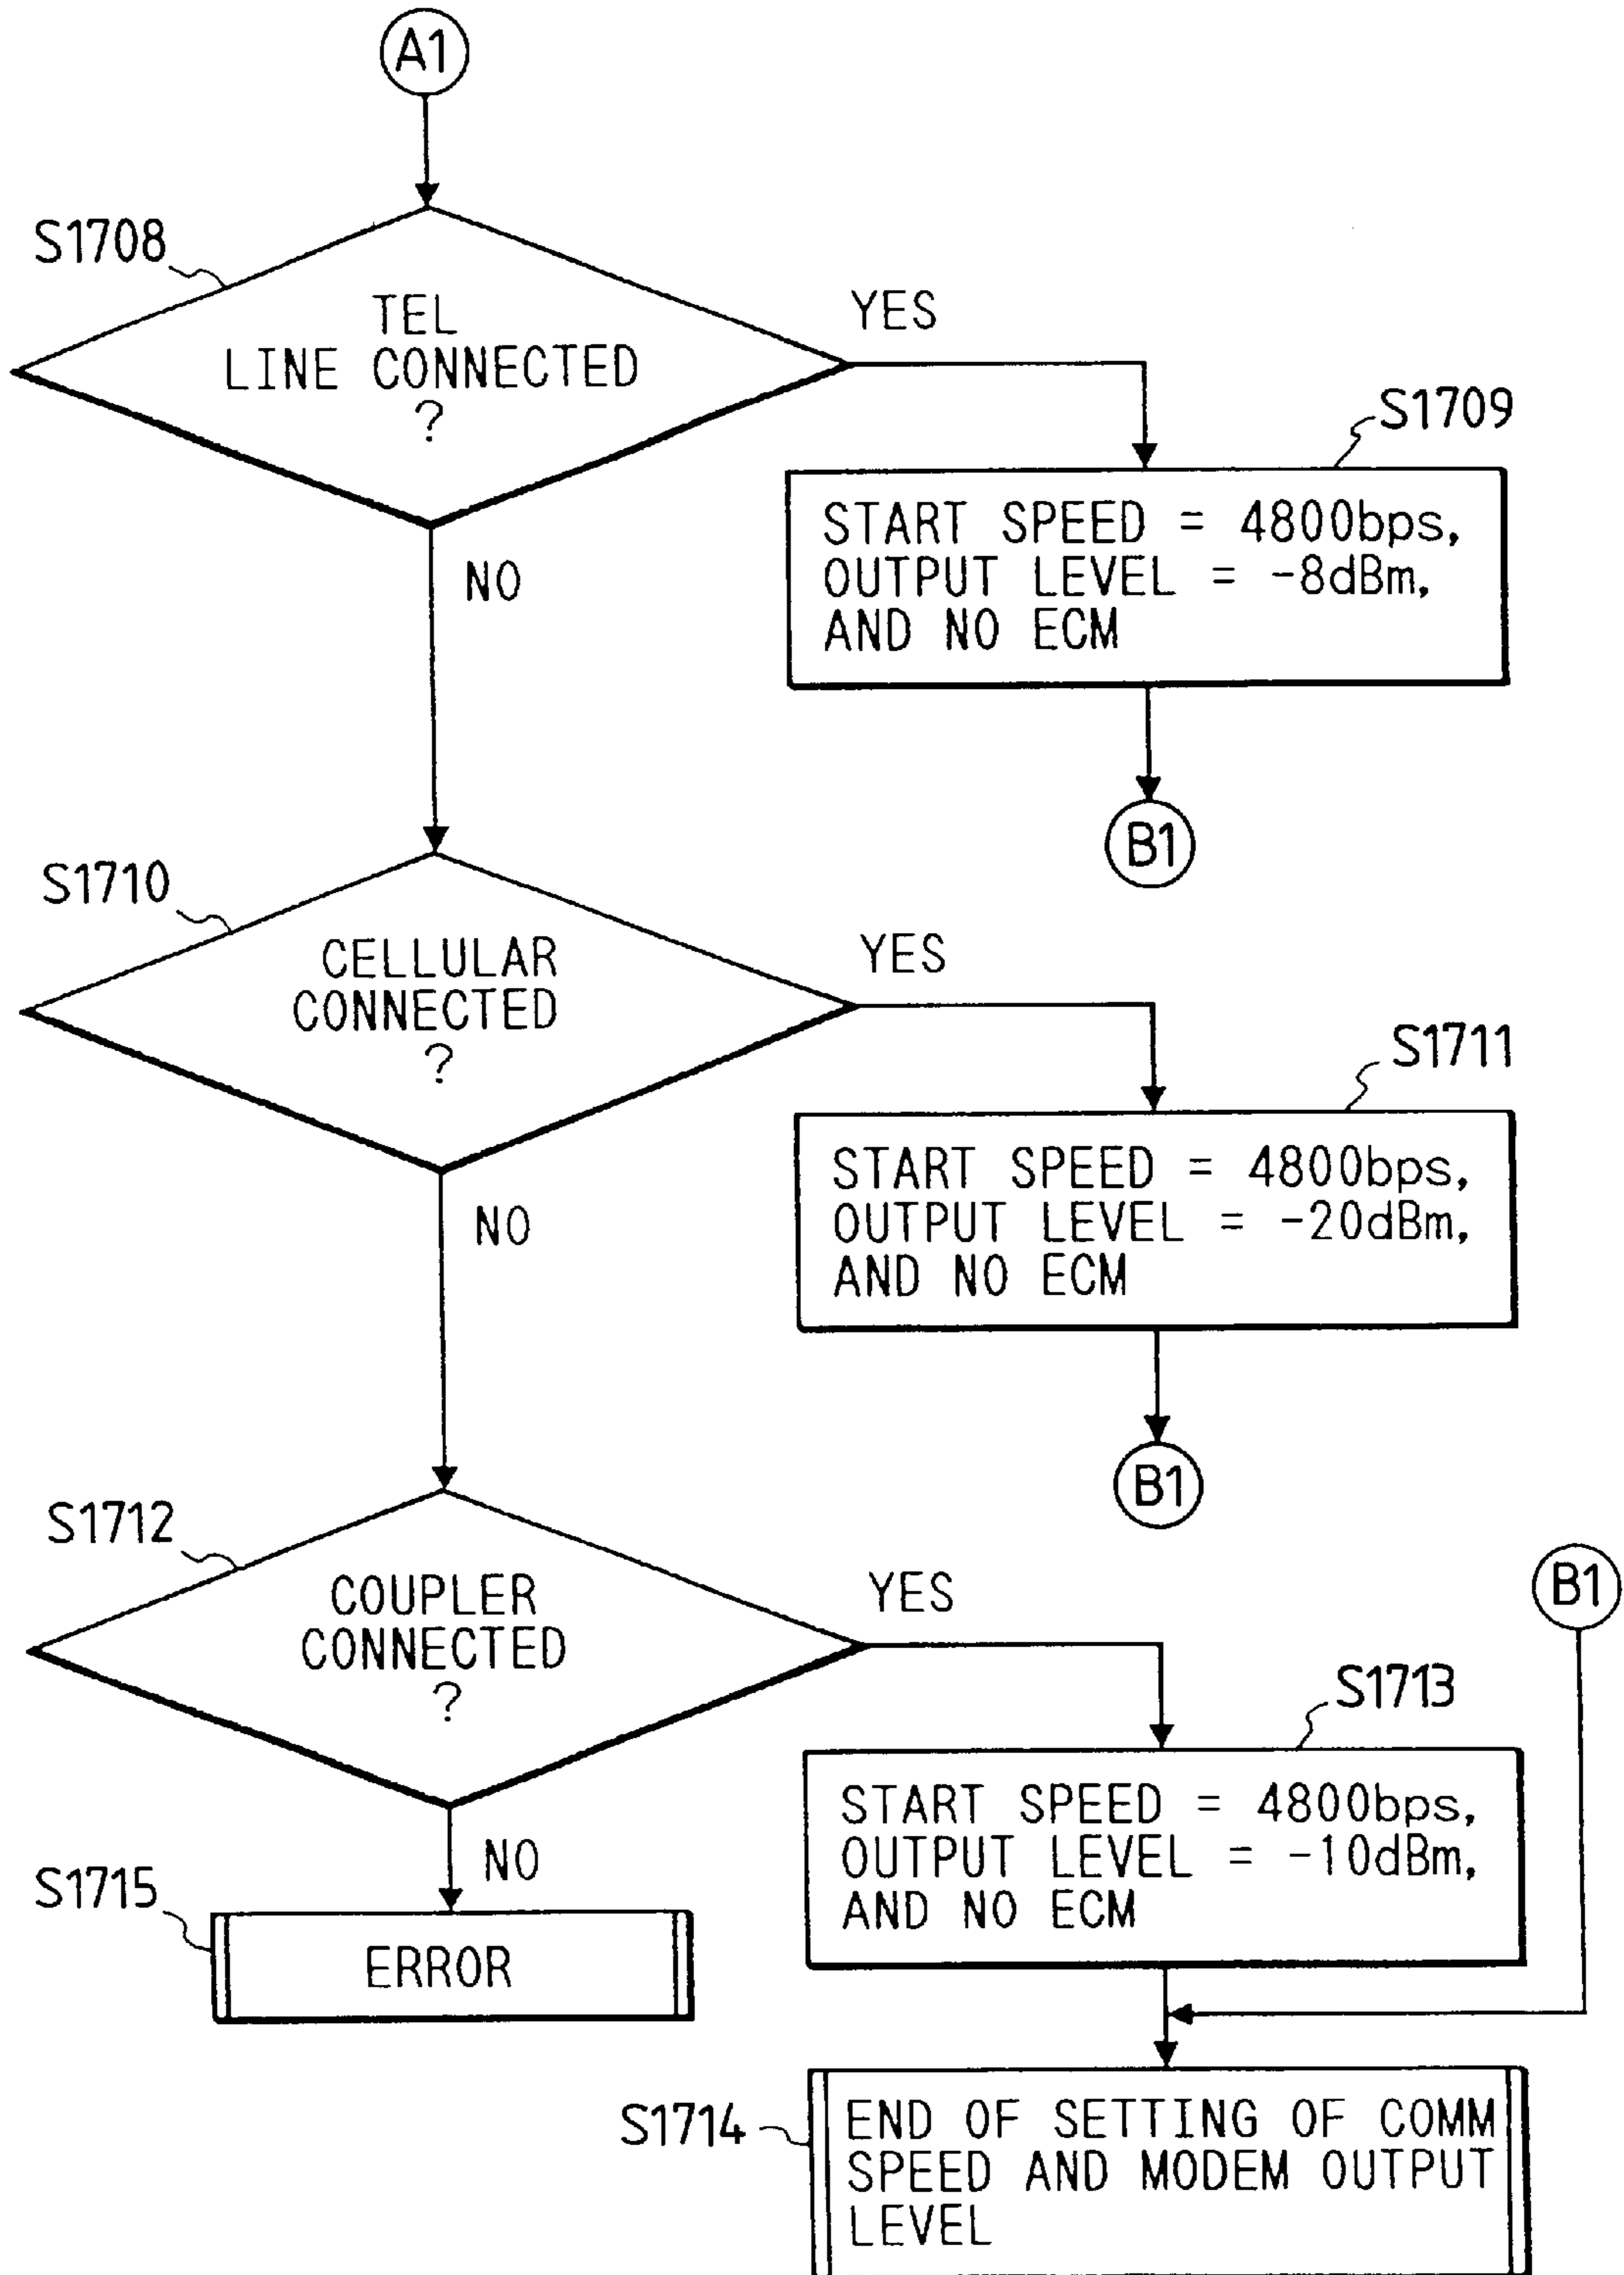 A1
S1708
TEL
LINE CONNECTED
?
YES
NO
S1709
START SPEED = 4800bps,
OUTPUT LEVEL = -8dBm,
AND NO ECM
B1
S1710
CELLULAR
CONNECTED
?
YES
NO
S1711
START SPEED = 4800bps,
OUTPUT LEVEL = -20dBm,
AND NO ECM
B1
S1712
COUPLER
CONNECTED
?
YES
NO
B1
S1713
START SPEED = 4800bps,
OUTPUT LEVEL = -10dBm,
AND NO ECM
S1715
ERROR
S1714
END OF SETTING OF COMM
SPEED AND MODEM OUTPUT
LEVEL